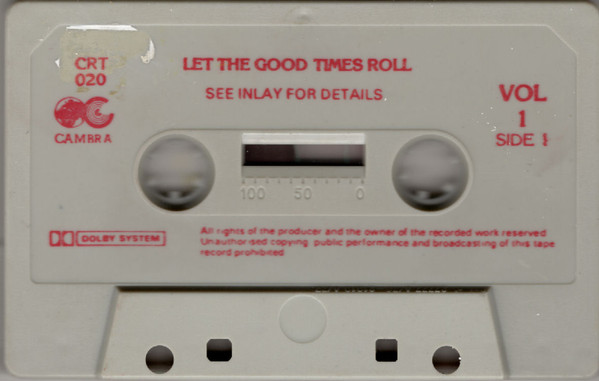 CRT
020
CAMBRA
LET THE GOOD TIMES ROLL
SEE INLAY FOR DETAILS
VOL
1
SIDE 1
100 50 0
DOLBY SYSTEM
All rights of the producer and the owner of the recorded work reserved
Unauthorised copying public performance and broadcasting of this tape
record prohibited